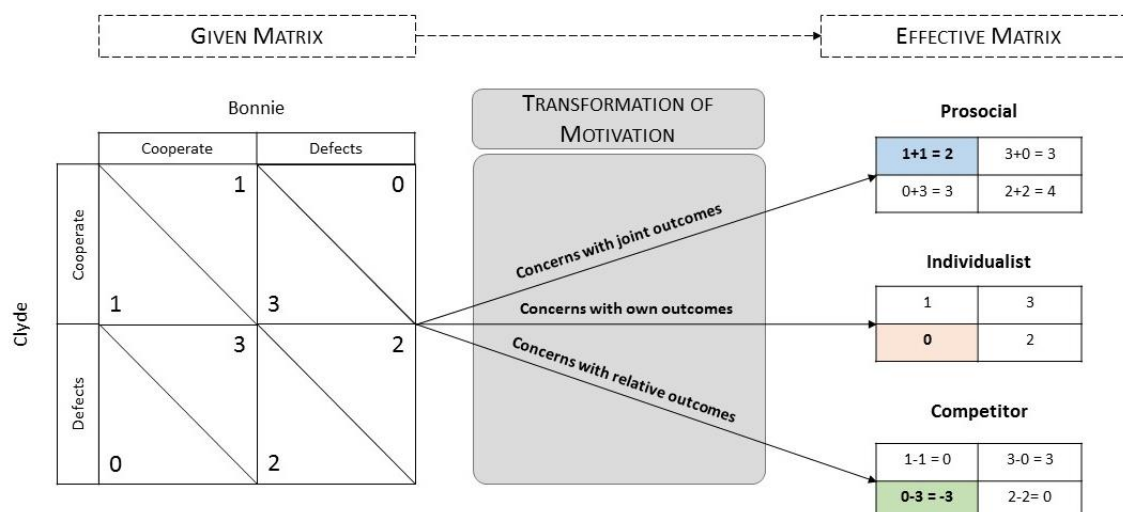 GIVEN MATRIX
EFFECTIVE MATRIX
Bonnie
Cooperate
Defects
Clyde
Cooperate
Defects
1
0
1
3
3
2
0
2
TRANSFORMATION OF
MOTIVATION
Concerns with joint outcomes
Concerns with own outcomes
Concerns with relative outcomes
Prosocial
1+1 = 2
3+0 = 3
0+3 = 3
2+2 = 4
Individualist
1
3
0
2
Competitor
1-1 = 0
3-0 = 3
0-3 = -3
2-2= 0